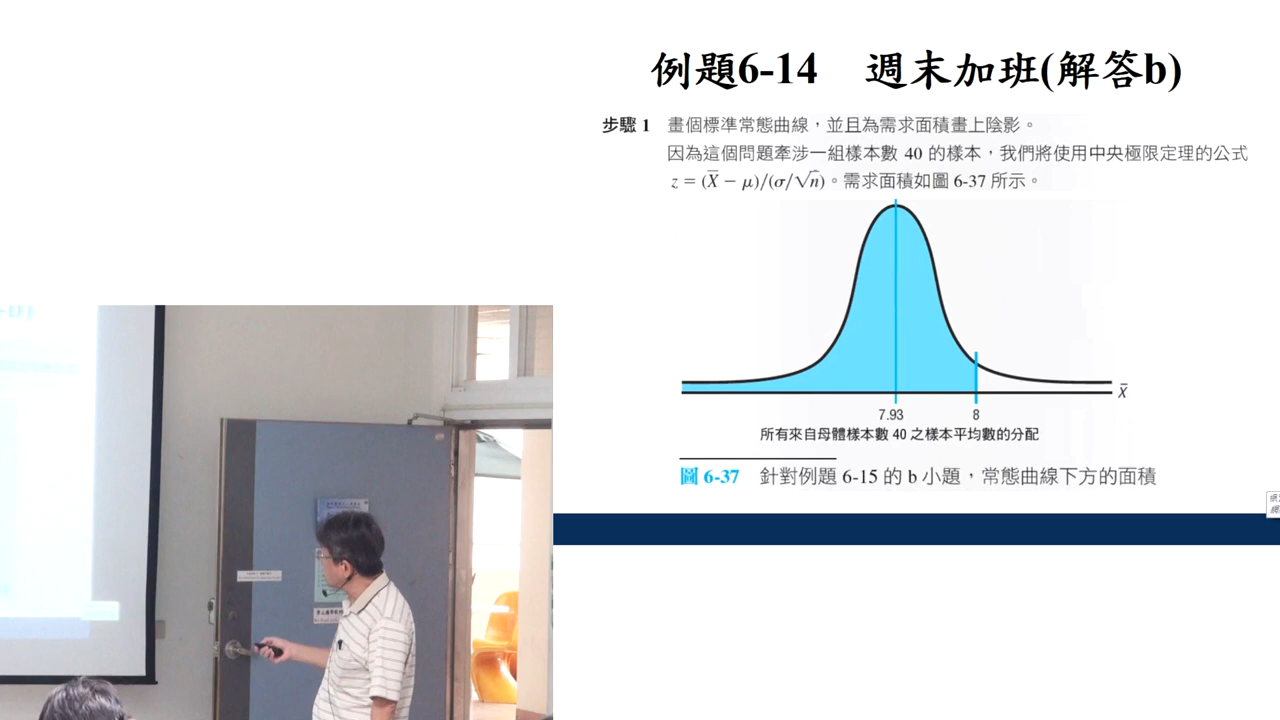 例題6-14 週末加班(解答b)
步驟 1 畫個標準常態曲線，並且為需求面積畫上陰影。
因為這個問題牽涉一組樣本數 40 的樣本，我們將使用中央極限定理的公式
z = (X̄ − μ)/(σ/√n)。需求面積如圖 6-37 所示。
X̄
7.93 8
所有來自母體樣本數 40 之樣本平均數的分配
圖 6-37 針對例題 6-15 的 b 小題，常態曲線下方的面積